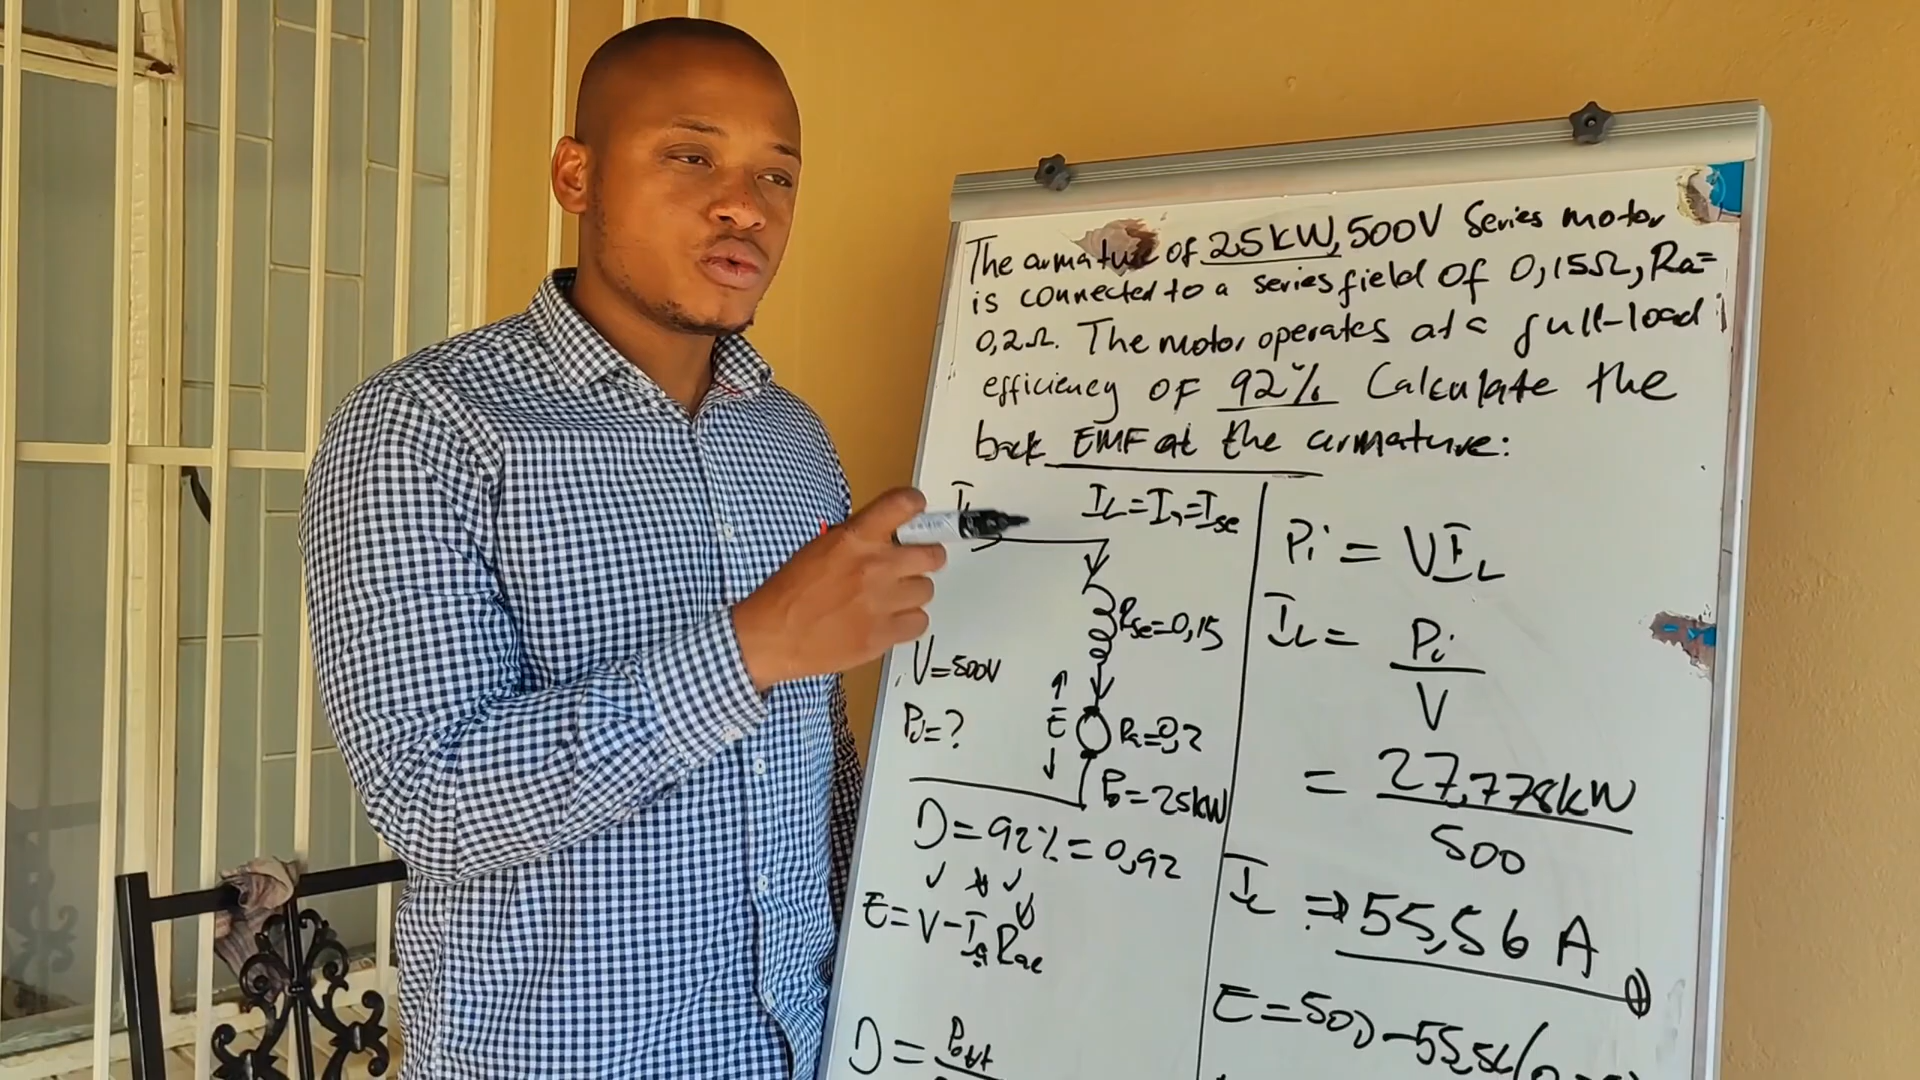 The armature of 25kW, 500V Series motor
is connected to a series field of 0,15Ω, Ra=
0,2Ω. The motor operates at a full-load
efficiency of 92% Calculate the
back EMF at the armature:
IL=Ia=Ise
Rse=0,15
V=500V
E
Pi=?
Ra=0,2
Po=25kW
Ƞ=92%=0,92
E=V-IaRae
Ƞ=
Pi = VIL
IL= Pi
V
= 27,778kW
500
IL => 55,56 A
E=500-55,56(